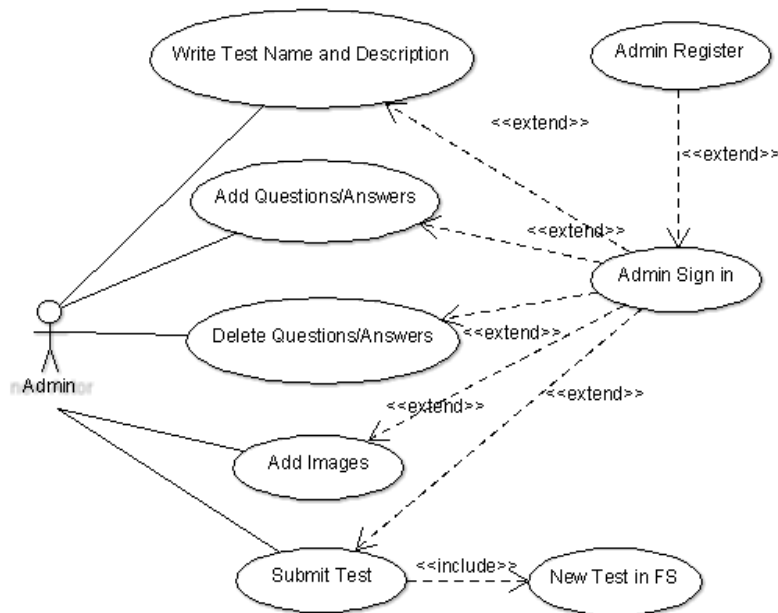 Write Test Name and Description
Admin Register
<<extend>>
<<extend>>
Add Questions/Answers
<<extend>>
Admin Sign in
Delete Questions/Answers
<<extend>>
Admin
<<extend>>
<<extend>>
Add Images
<<include>>
Submit Test
New Test in FS